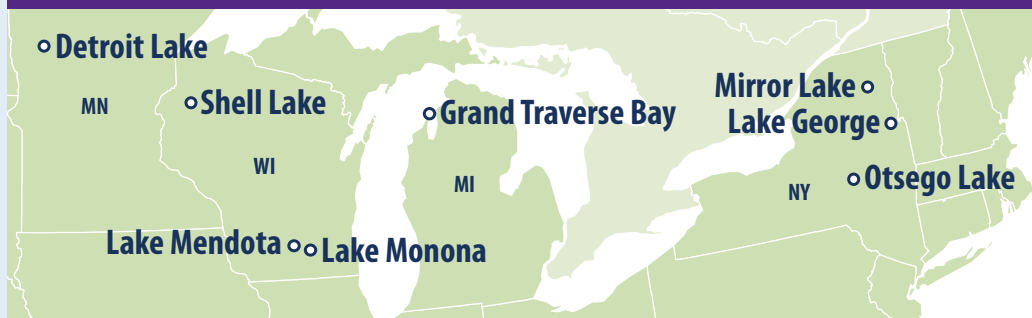 Detroit Lake
MN
Shell Lake
WI
Grand Traverse Bay
MI
Mirror Lake
Lake George
Otsego Lake
NY
Lake Mendota
Lake Monona